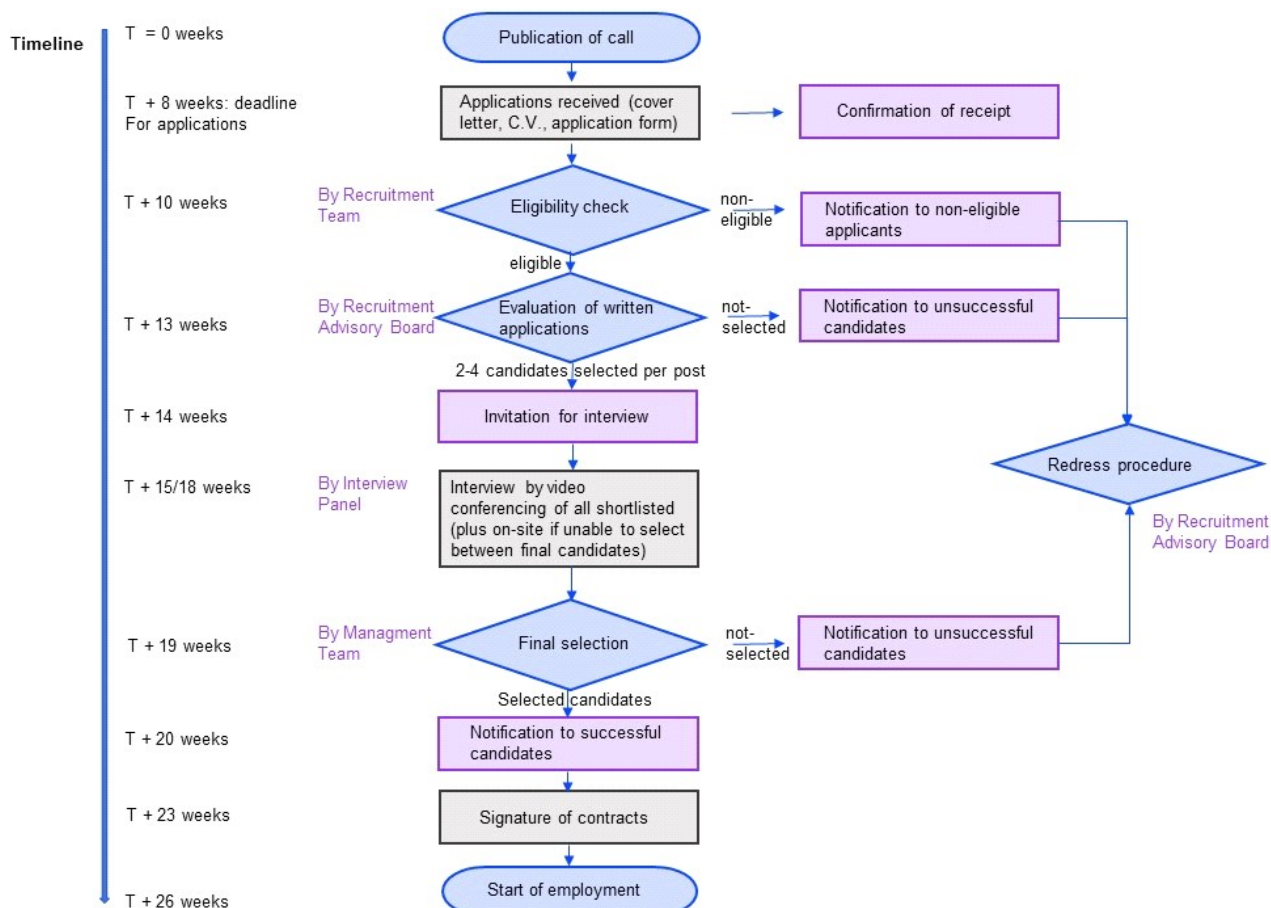 Timeline
T = 0 weeks
Publication of call
T + 8 weeks: deadline
For applications
Applications received (cover
letter, C.V., application form)
Confirmation of receipt
T + 10 weeks
By Recruitment
Team
Eligibility check
non-
eligible
Notification to non-eligible
applicants
eligible
T + 13 weeks
By Recruitment
Advisory Board
Evaluation of written
applications
not-
selected
Notification to unsuccessful
candidates
2-4 candidates selected per post
T + 14 weeks
Invitation for interview
Redress procedure
By Recruitment
Advisory Board
T + 15/18 weeks
By Interview
Panel
Interview by video
conferencing of all shortlisted
(plus on-site if unable to select
between final candidates)
T + 19 weeks
By Managment
Team
Final selection
not-
selected
Notification to unsuccessful
candidates
Selected candidates
T + 20 weeks
Notification to successful
candidates
T + 23 weeks
Signature of contracts
T + 26 weeks
Start of employment